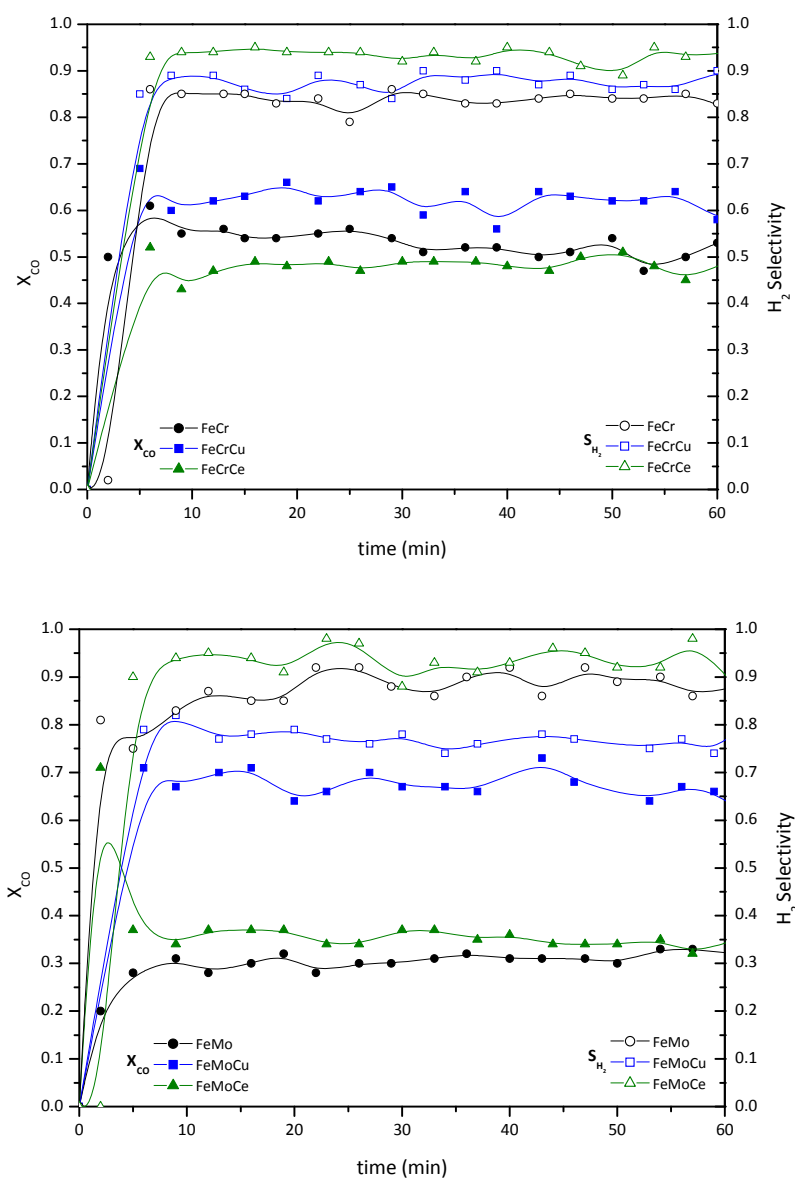 1.0 1.0
0.9 0.9
0.8 0.8
0.7 0.7
0.6 0.6
0.5 0.5
0.4 0.4
0.3 0.3
0.2 0.2
0.1 0.1
0.0 0.0
X_CO
H₂ Selectivity
X_CO
FeCr
FeCrCu
FeCrCe
S_H₂
FeCr
FeCrCu
FeCrCe
0 10 20 30 40 50 60
time (min)
1.0 1.0
0.9 0.9
0.8 0.8
0.7 0.7
0.6 0.6
0.5 0.5
0.4 0.4
0.3 0.3
0.2 0.2
0.1 0.1
0.0 0.0
X_CO
H₂ Selectivity
X_CO
FeMo
FeMoCu
FeMoCe
S_H₂
FeMo
FeMoCu
FeMoCe
0 10 20 30 40 50 60
time (min)